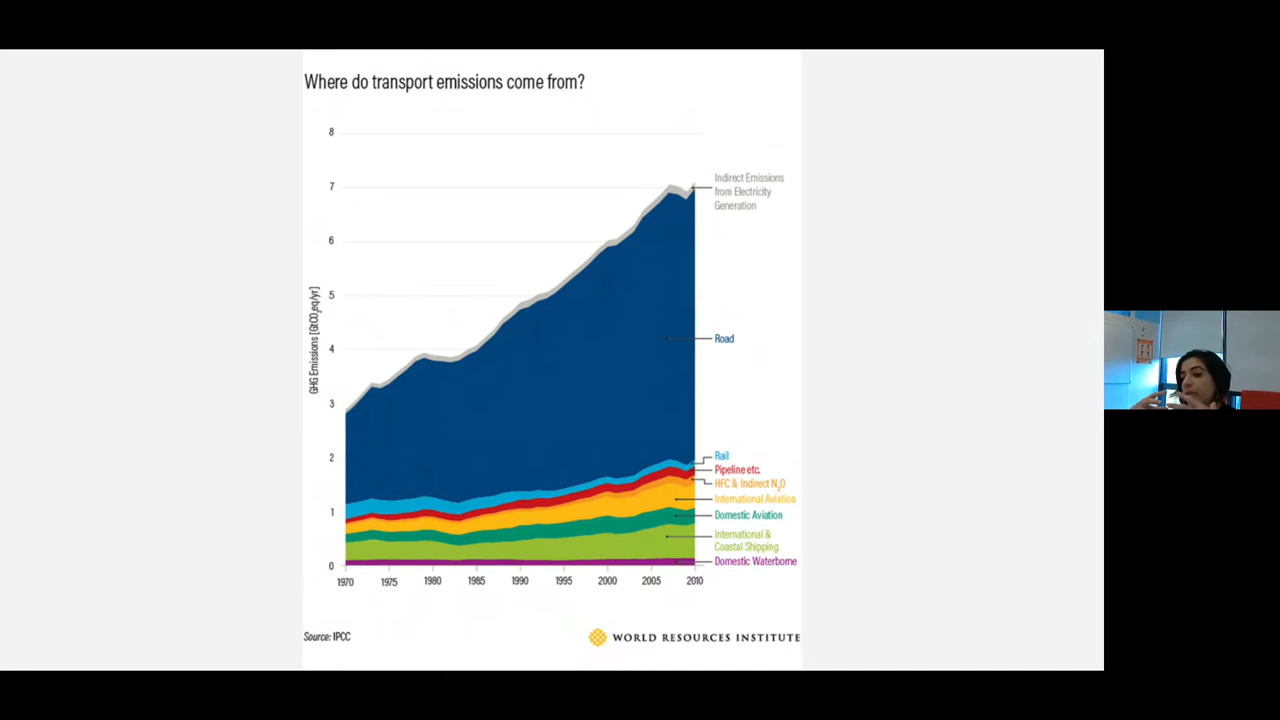 Where do transport emissions come from?
8
7
6
5
4
3
2
1
0
GHG Emissions [GtCO2eq/yr]
1970 1975 1980 1985 1990 1995 2000 2005 2010
Indirect Emissions
from Electricity
Generation
Road
Rail
Pipeline etc.
HFC & Indirect N2O
International Aviation
Domestic Aviation
International &
Coastal Shipping
Domestic Waterborne
Source: IPCC
WORLD RESOURCES INSTITUTE